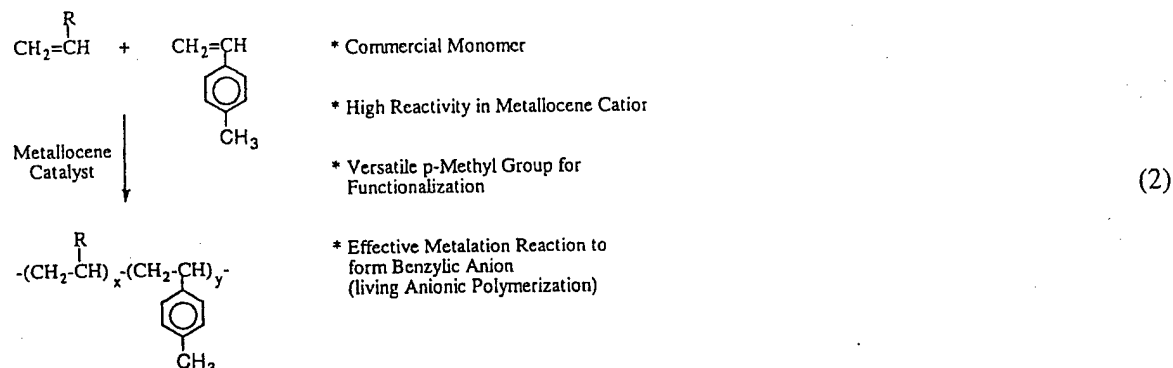 R
CH2=CH + CH2=CH
CH3
* Commercial Monomer
* High Reactivity in Metallocene Catior
* Versatile p-Methyl Group for
Functionalization
* Effective Metalation Reaction to
form Benzylic Anion
(living Anionic Polymerization)
Metallocene
Catalyst
R
-(CH2-CH)x-(CH2-CH)y-
CH3
(2)